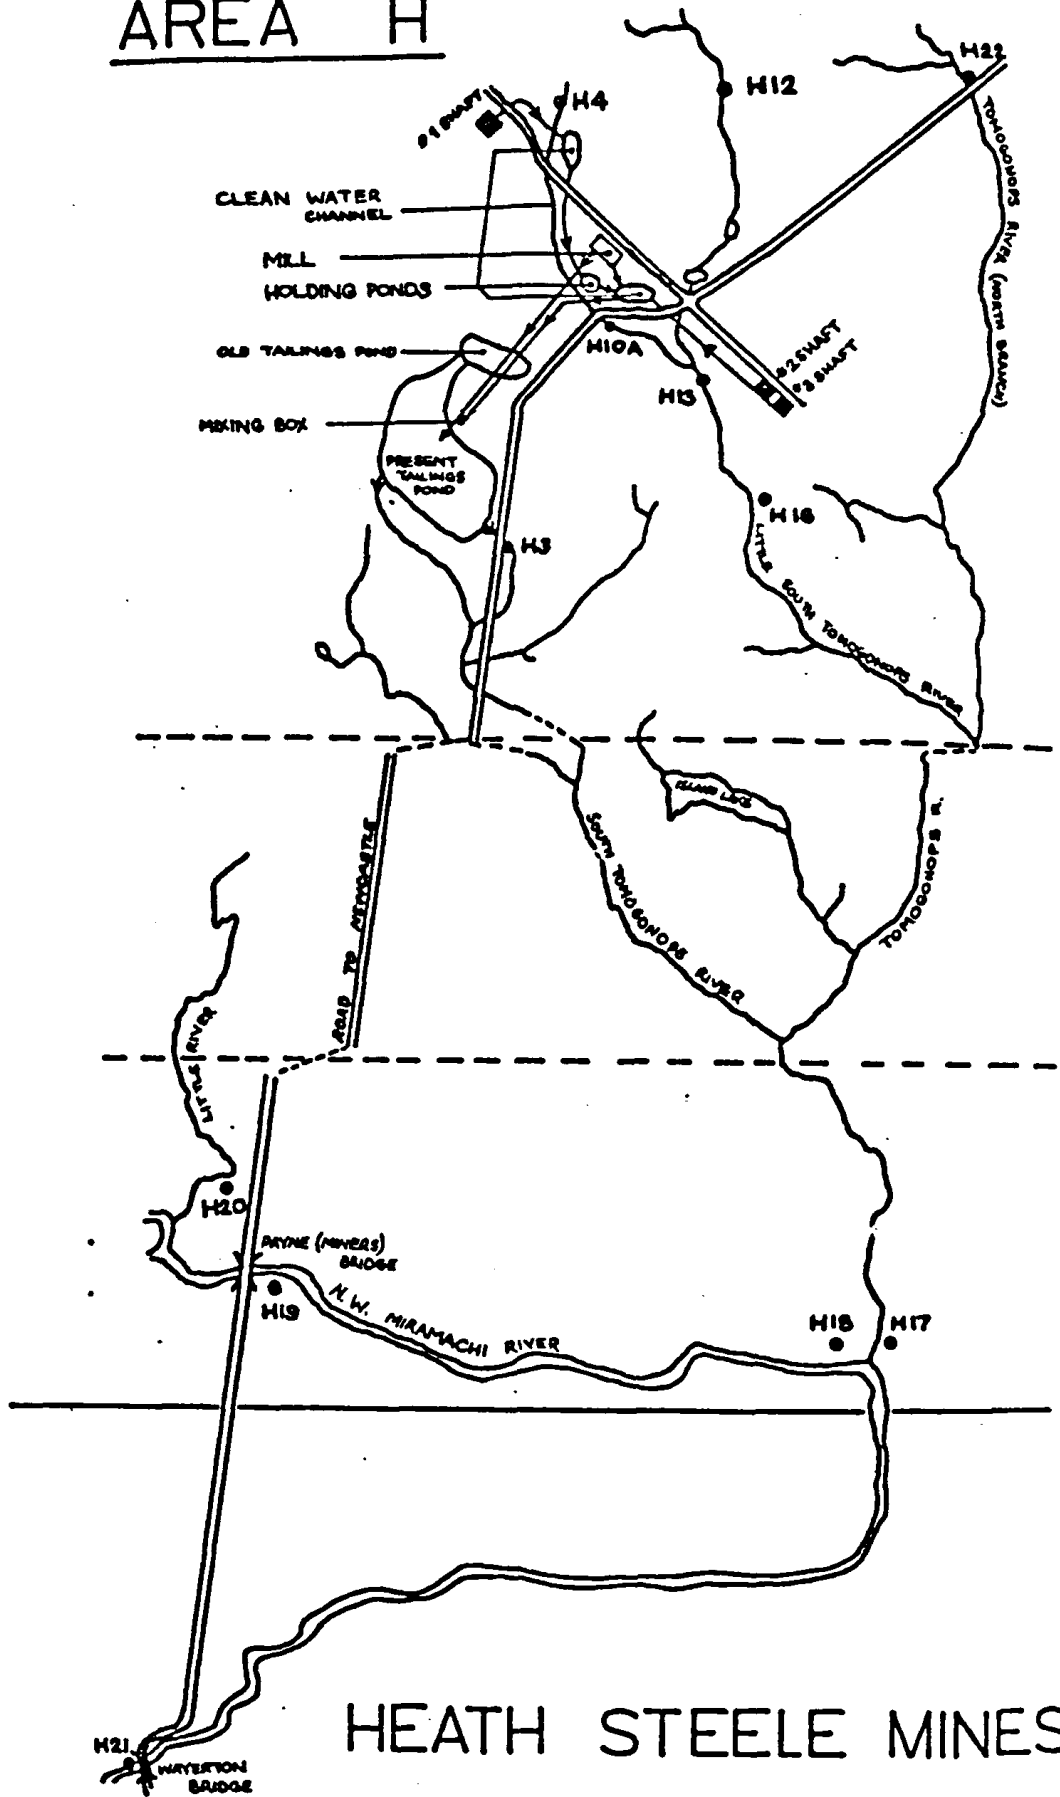 AREA H
H22
H12
H4
#1 SHAFT
TOMOGONOPS RIVER (NORTH BRANCH)
CLEAN WATER
CHANNEL
MILL
HOLDING PONDS
H10A
#2 SHAFT
#3 SHAFT
OLD TAILINGS POND
H13
MIXING BOX
PRESENT
TAILINGS
POND
H16
H3
LITTLE SOUTH TOMOGONOPS RIVER
ISLAND LAKE
SOUTH TOMOGONOPS RIVER
TOMOGONOPS R.
ROAD TO NEWCASTLE
LITTLE RIVER
H20
PAYNE (MINERS)
BRIDGE
H19
N.W. MIRAMACHI RIVER
H18
H17
HEATH STEELE MINES
H21
WAYERTON
BRIDGE